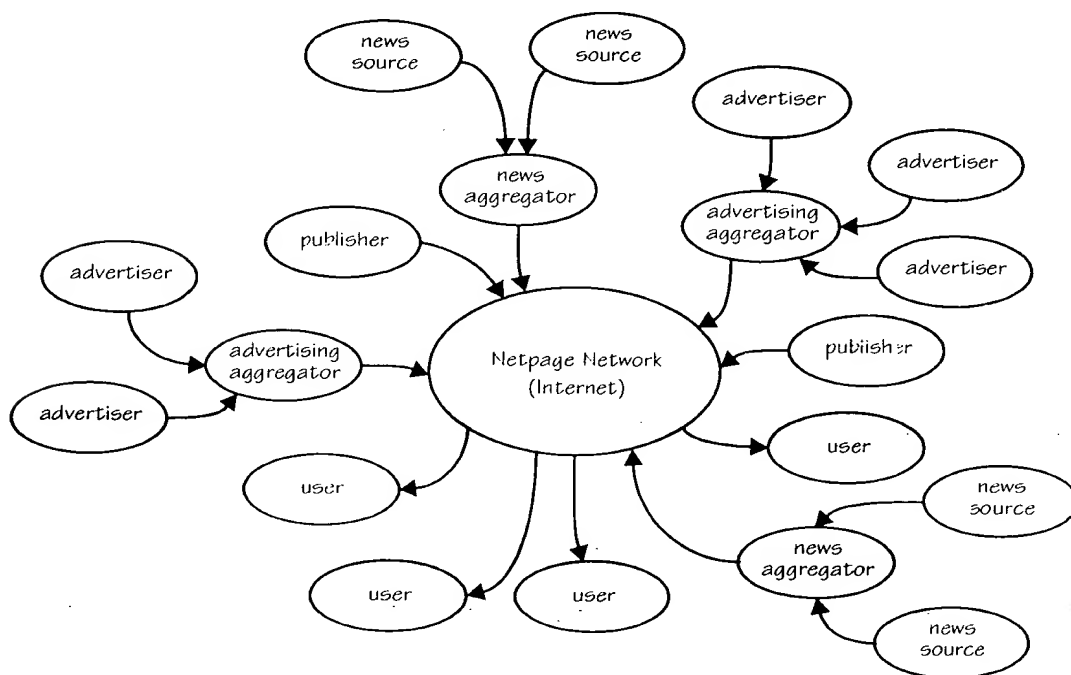 news
source
news
source
advertiser
news
aggregator
advertiser
advertising
aggregator
publisher
advertiser
advertiser
Netpage Network
(Internet)
publisher
advertising
aggregator
advertiser
user
user
news
source
news
aggregator
user
user
news
source